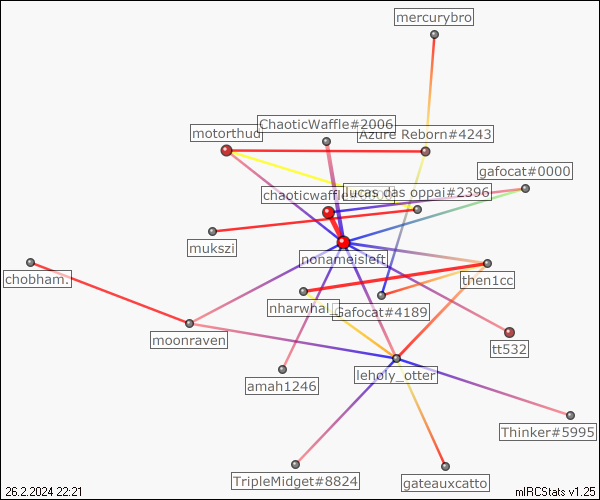 mercurybro
ChaoticWaffle#2006
motorthud
Azure Reborn#4243
gafocat#0000
lucas das oppai#2396
mukszi
nonameisleft
chobham.
then1cc
nharwhal_
Gafocat#4189
moonraven
tt532
amah1246
leholy_otter
Thinker#5995
TripleMidget#8824
gateauxcatto
26.2.2024 22:21
mIRCStats v1.25